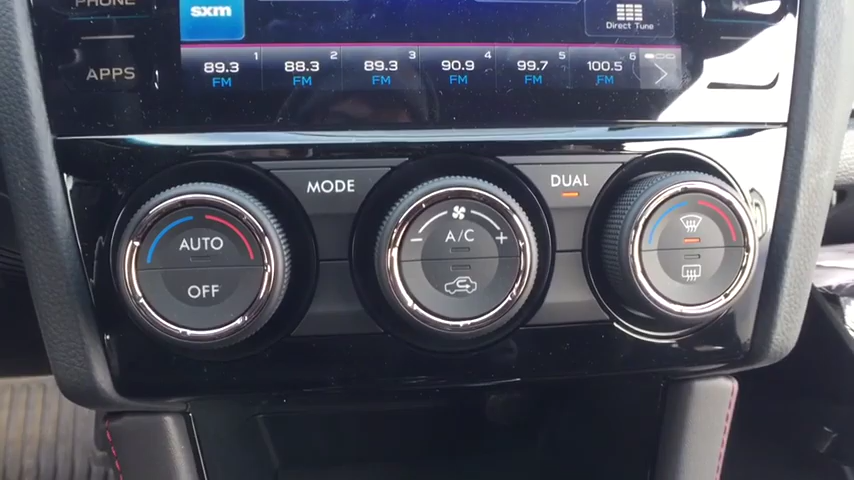 PHONE
sxm
Direct Tune
APPS
1 2 3 4 5 6
89.3 88.3 89.3 90.9 99.7 100.5
FM FM FM FM FM FM
MODE
DUAL
AUTO
OFF
A/C
- +